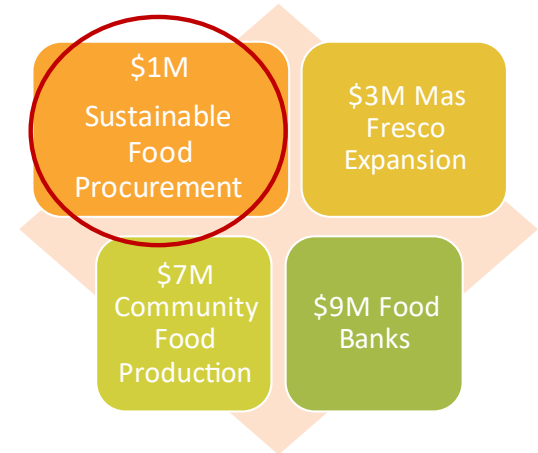 $1M
Sustainable
Food
Procurement
$3M Mas
Fresco
Expansion
$7M
Community
Food
Production
$9M Food
Banks